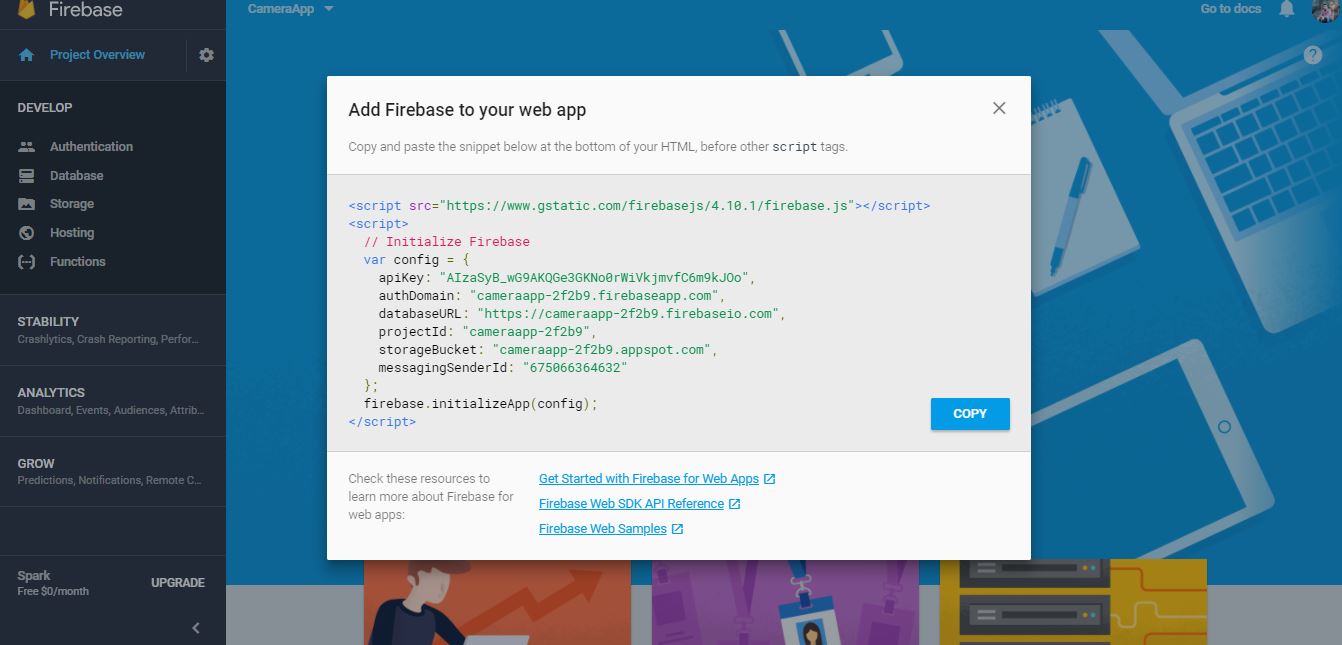 Firebase
CameraApp
Go to docs
Project Overview
?
DEVELOP
Authentication
Database
Storage
Hosting
Functions
STABILITY
Crashlytics, Crash Reporting, Perfor...
ANALYTICS
Dashboard, Events, Audiences, Attrib...
GROW
Predictions, Notifications, Remote C...
Spark
Free $0/month
UPGRADE
Add Firebase to your web app
Copy and paste the snippet below at the bottom of your HTML, before other script tags.
<script src="https://www.gstatic.com/firebasejs/4.10.1/firebase.js"></script>
<script>
  // Initialize Firebase
  var config = {
    apiKey: "AIzaSyB_wG9AKQGe3GKNo0rWiVkjmvfC6m9kJOo",
    authDomain: "cameraapp-2f2b9.firebaseapp.com",
    databaseURL: "https://cameraapp-2f2b9.firebaseio.com",
    projectId: "cameraapp-2f2b9",
    storageBucket: "cameraapp-2f2b9.appspot.com",
    messagingSenderId: "675066364632"
  };
  firebase.initializeApp(config);
</script>
COPY
Check these resources to
learn more about Firebase for
web apps:
Get Started with Firebase for Web Apps
Firebase Web SDK API Reference
Firebase Web Samples